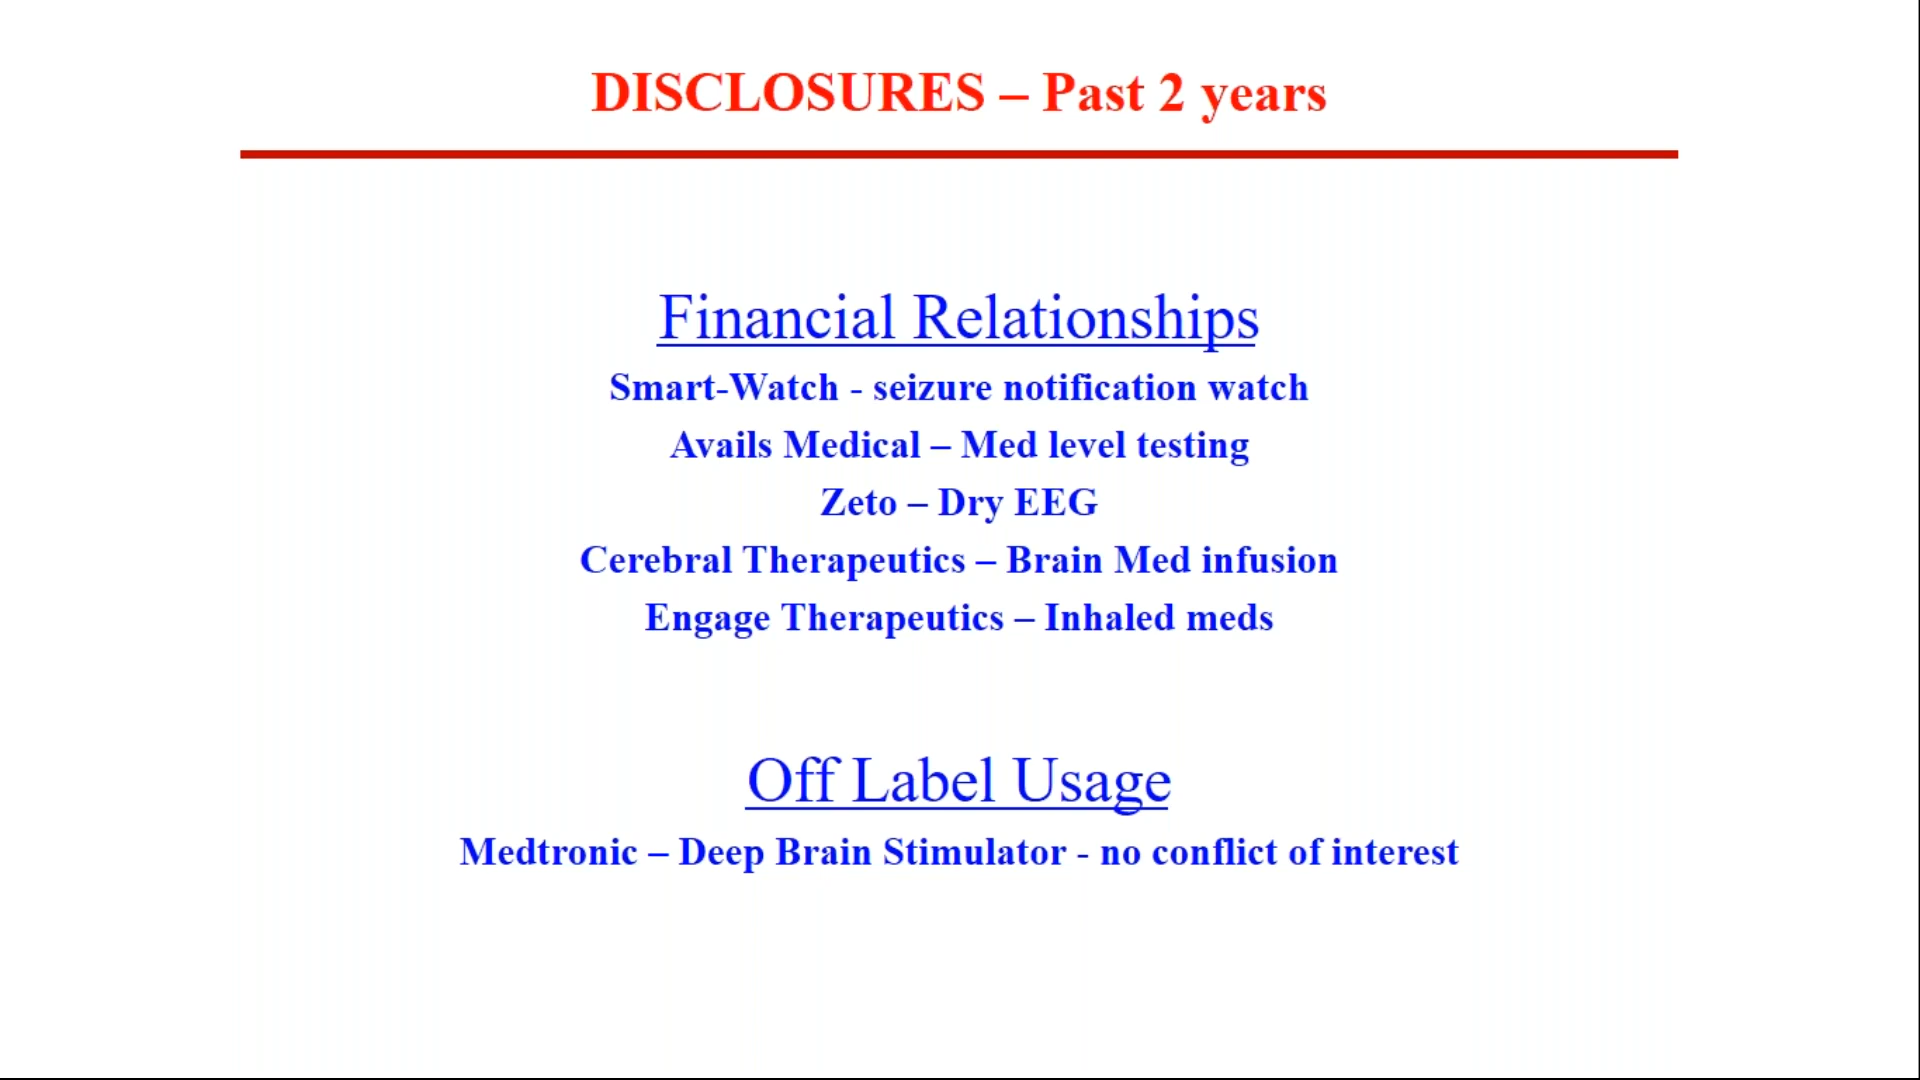 DISCLOSURES – Past 2 years
Financial Relationships
Smart-Watch - seizure notification watch
Avails Medical – Med level testing
Zeto – Dry EEG
Cerebral Therapeutics – Brain Med infusion
Engage Therapeutics – Inhaled meds
Off Label Usage
Medtronic – Deep Brain Stimulator - no conflict of interest